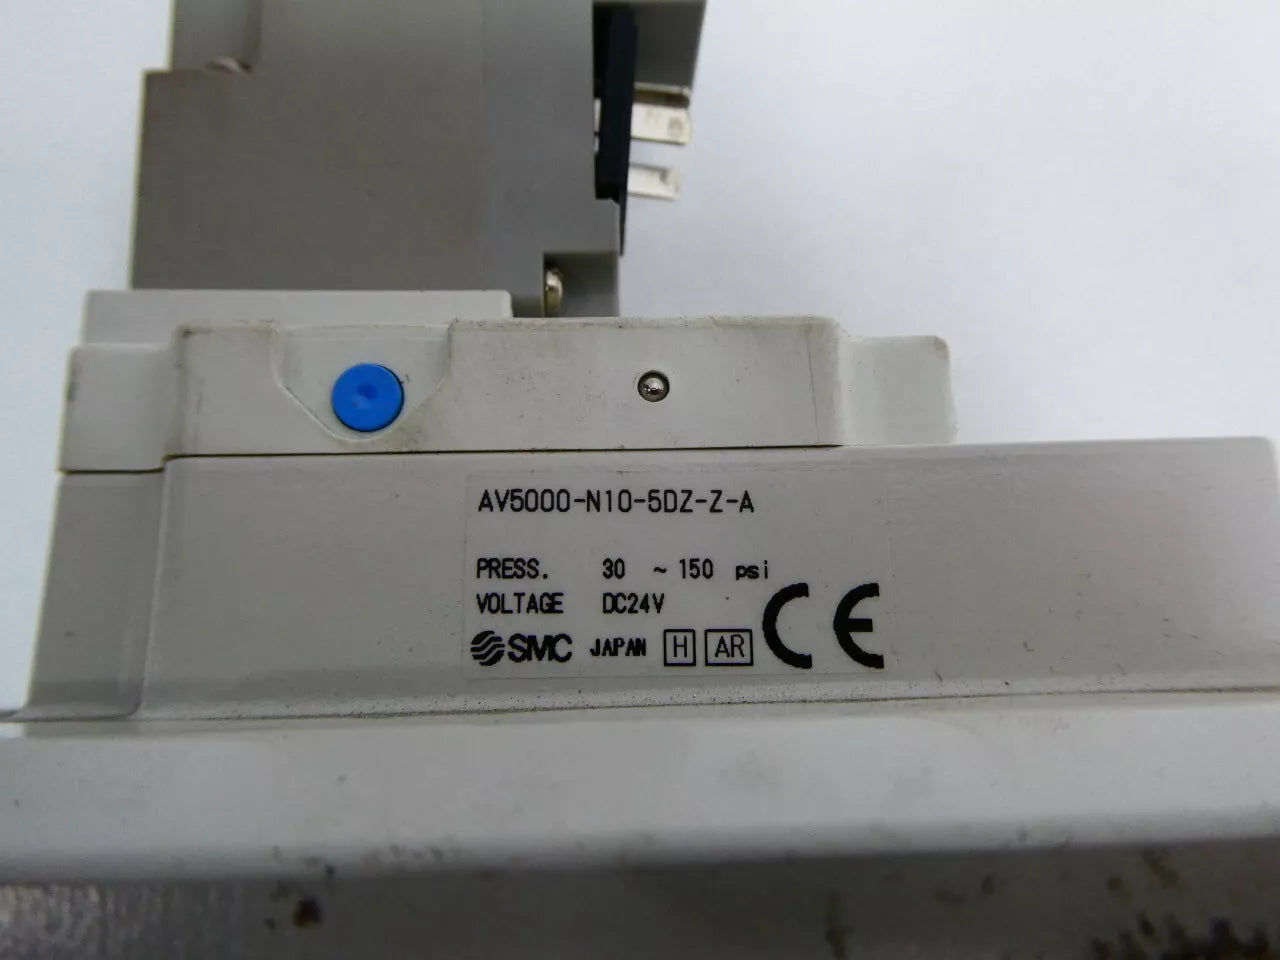 AV5000-N10-5DZ-Z-A
PRESS. 30 ~ 150 psi
VOLTAGE DC24V
SMC JAPAN H AR CE